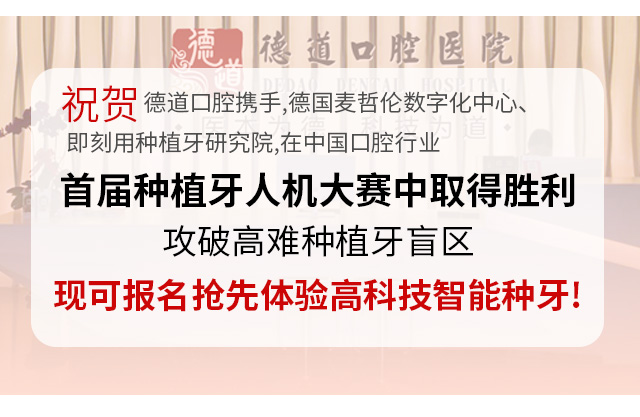 德道
德道口腔医院
DEDAO DENTAL HOSPITAL
祝贺 德道口腔携手,德国麦哲伦数字化中心、
即刻用种植牙研究院,在中国口腔行业
首届种植牙人机大赛中取得胜利
攻破高难种植牙盲区
现可报名抢先体验高科技智能种牙!